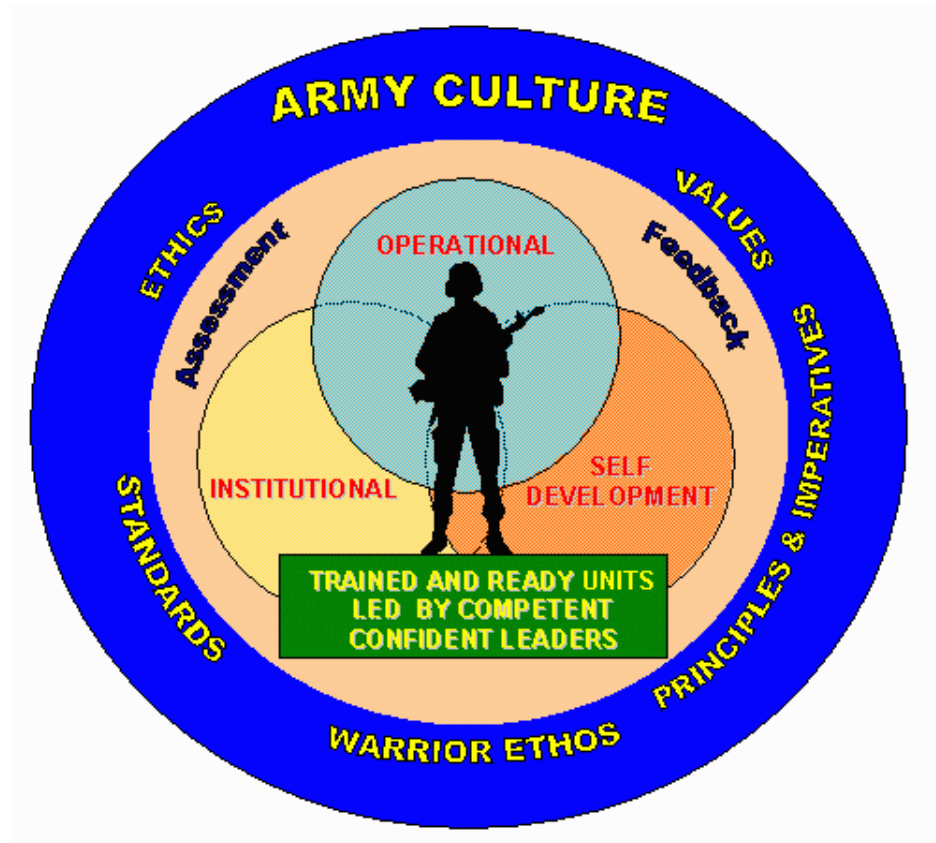 ARMY CULTURE
ETHICS
VALUES
Assessment
Feedback
OPERATIONAL
PRINCIPLES & IMPERATIVES
INSTITUTIONAL
SELF
DEVELOPMENT
STANDARDS
TRAINED AND READY UNITS
LED BY COMPETENT
CONFIDENT LEADERS
WARRIOR ETHOS